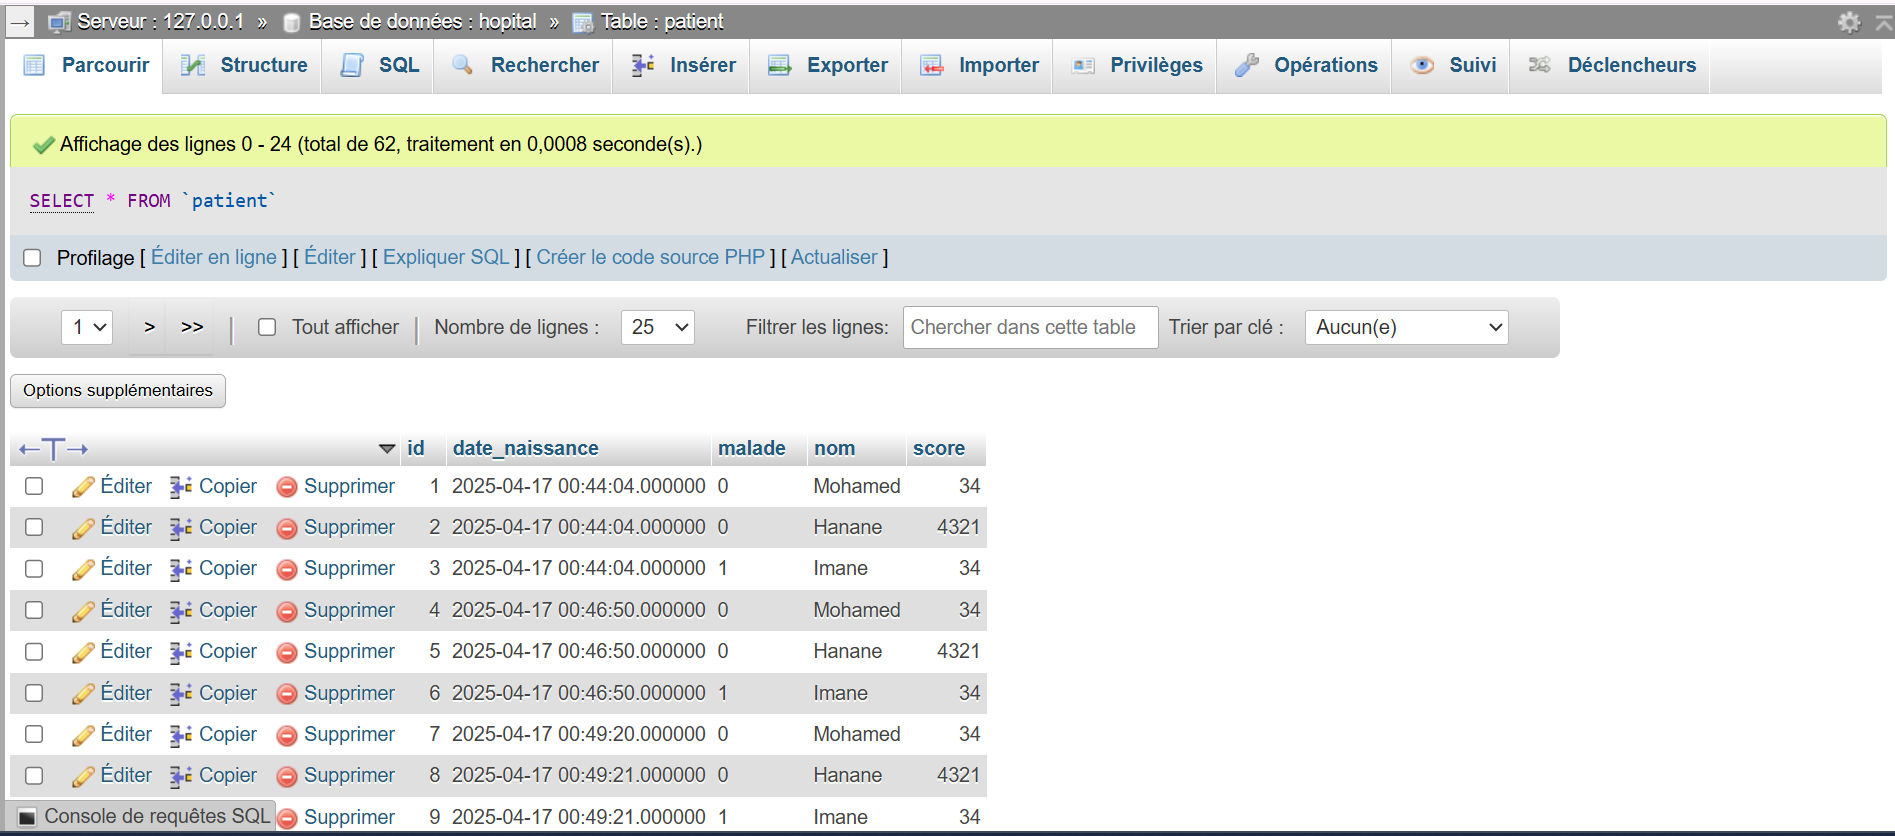 Serveur : 127.0.0.1 » Base de données : hopital » Table : patient
Parcourir Structure SQL Rechercher Insérer Exporter Importer Privilèges Opérations Suivi Déclencheurs
Affichage des lignes 0 - 24 (total de 62, traitement en 0,0008 seconde(s).)
SELECT * FROM `patient`
Profilage [ Éditer en ligne ] [ Éditer ] [ Expliquer SQL ] [ Créer le code source PHP ] [ Actualiser ]
1 > >> | Tout afficher | Nombre de lignes : 25 Filtrer les lignes: Chercher dans cette table Trier par clé : Aucun(e)
Options supplémentaires
←T→ id date_naissance malade nom score
Éditer Copier Supprimer 1 2025-04-17 00:44:04.000000 0 Mohamed 34
Éditer Copier Supprimer 2 2025-04-17 00:44:04.000000 0 Hanane 4321
Éditer Copier Supprimer 3 2025-04-17 00:44:04.000000 1 Imane 34
Éditer Copier Supprimer 4 2025-04-17 00:46:50.000000 0 Mohamed 34
Éditer Copier Supprimer 5 2025-04-17 00:46:50.000000 0 Hanane 4321
Éditer Copier Supprimer 6 2025-04-17 00:46:50.000000 1 Imane 34
Éditer Copier Supprimer 7 2025-04-17 00:49:20.000000 0 Mohamed 34
Éditer Copier Supprimer 8 2025-04-17 00:49:21.000000 0 Hanane 4321
Console de requêtes SQL Supprimer 9 2025-04-17 00:49:21.000000 1 Imane 34